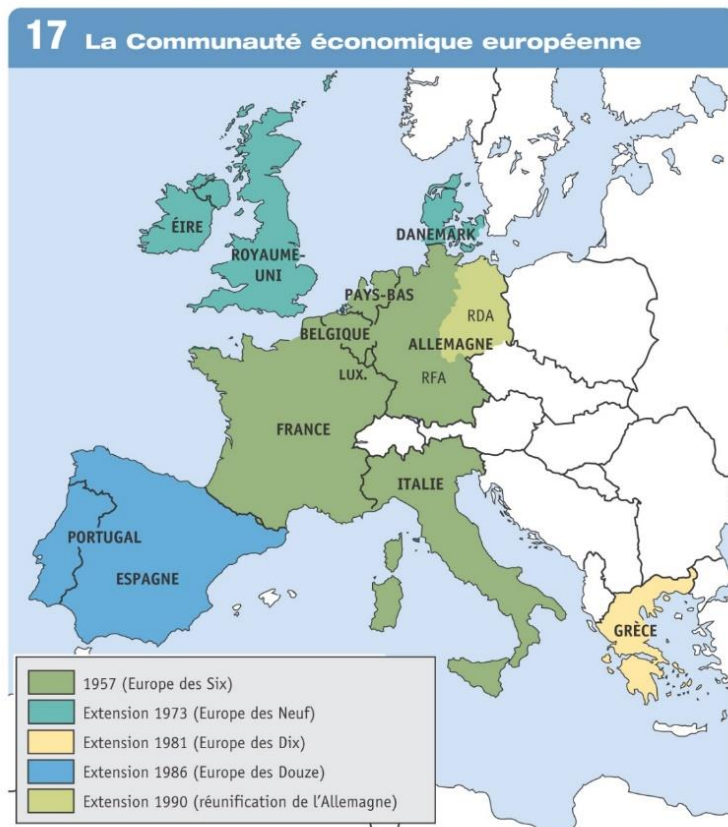 17 La Communauté économique européenne
ÉIRE
ROYAUME-
UNI
DANEMARK
PAYS-BAS
BELGIQUE
RDA
ALLEMAGNE
LUX.
RFA
FRANCE
ITALIE
PORTUGAL
ESPAGNE
GRÈCE
1957 (Europe des Six)
Extension 1973 (Europe des Neuf)
Extension 1981 (Europe des Dix)
Extension 1986 (Europe des Douze)
Extension 1990 (réunification de l'Allemagne)